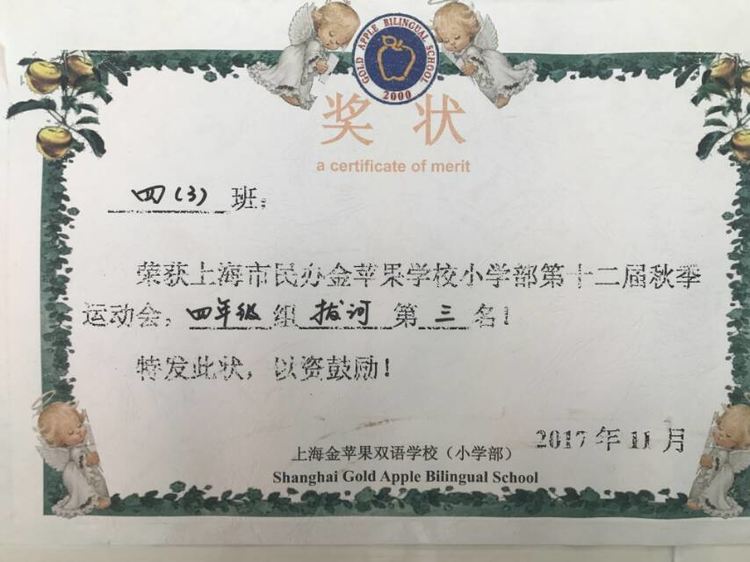 GOLD APPLE BILINGUAL SCHOOL
2000
奖状
a certificate of merit
四(3)班：
荣获上海市民办金苹果学校小学部第十二届秋季
运动会，四年级组拔河第三名！
特发此状，以资鼓励！
2017年11月
上海金苹果双语学校（小学部）
Shanghai Gold Apple Bilingual School